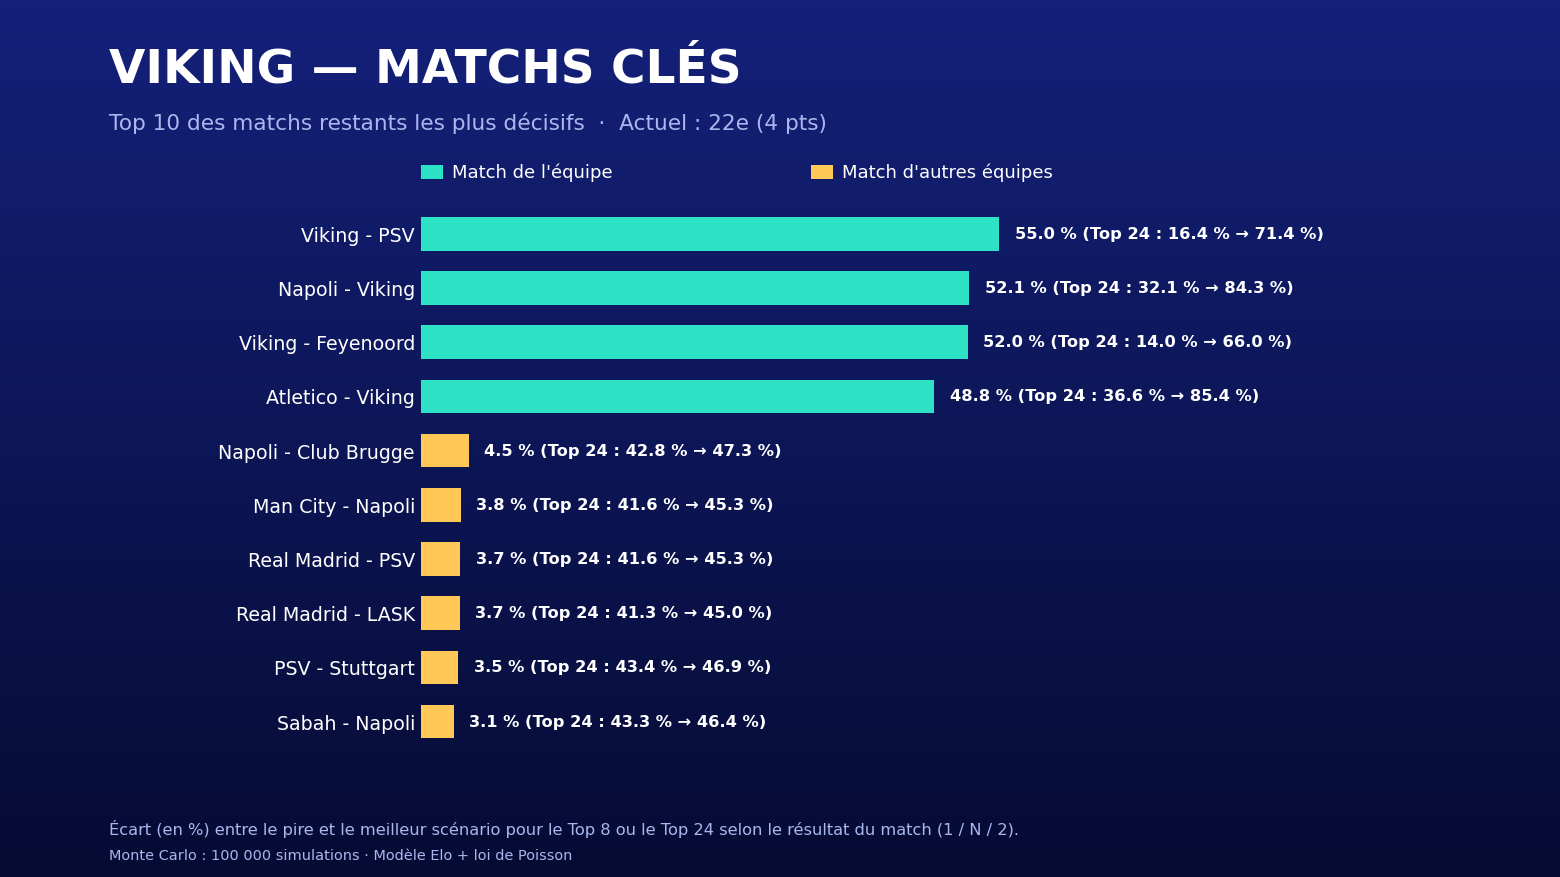 VIKING — MATCHS CLÉS
Top 10 des matchs restants les plus décisifs · Actuel : 22e (4 pts)
Match de l'équipe
Match d'autres équipes
Viking - PSV 55.0 % (Top 24 : 16.4 % → 71.4 %)
Napoli - Viking 52.1 % (Top 24 : 32.1 % → 84.3 %)
Viking - Feyenoord 52.0 % (Top 24 : 14.0 % → 66.0 %)
Atletico - Viking 48.8 % (Top 24 : 36.6 % → 85.4 %)
Napoli - Club Brugge 4.5 % (Top 24 : 42.8 % → 47.3 %)
Man City - Napoli 3.8 % (Top 24 : 41.6 % → 45.3 %)
Real Madrid - PSV 3.7 % (Top 24 : 41.6 % → 45.3 %)
Real Madrid - LASK 3.7 % (Top 24 : 41.3 % → 45.0 %)
PSV - Stuttgart 3.5 % (Top 24 : 43.4 % → 46.9 %)
Sabah - Napoli 3.1 % (Top 24 : 43.3 % → 46.4 %)
Écart (en %) entre le pire et le meilleur scénario pour le Top 8 ou le Top 24 selon le résultat du match (1 / N / 2).
Monte Carlo : 100 000 simulations · Modèle Elo + loi de Poisson